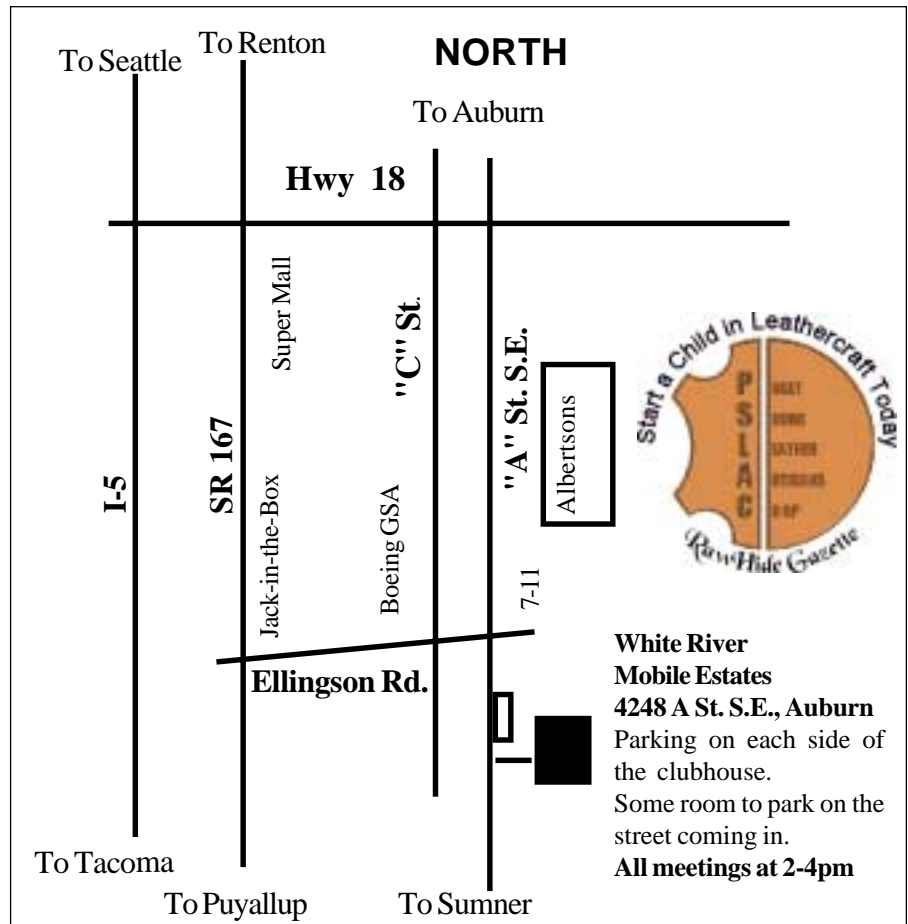 To Seattle
To Renton
NORTH
To Auburn
Hwy 18
Super Mall
"C" St.
"A" St. S.E.
Albertsons
Start a Child in Leathercraft Today
PSLAC
RawHide Gazette
I-5
SR 167
Jack-in-the-Box
Boeing GSA
7-11
Ellingson Rd.
White River
Mobile Estates
4248 A St. S.E., Auburn
Parking on each side of
the clubhouse.
Some room to park on the
street coming in.
All meetings at 2-4pm
To Tacoma
To Puyallup
To Sumner